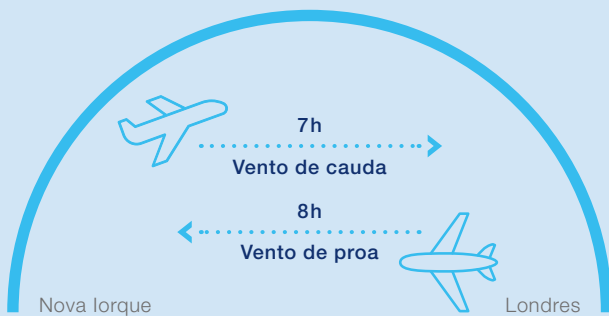 7h
Vento de cauda
8h
Vento de proa
Nova Iorque
Londres